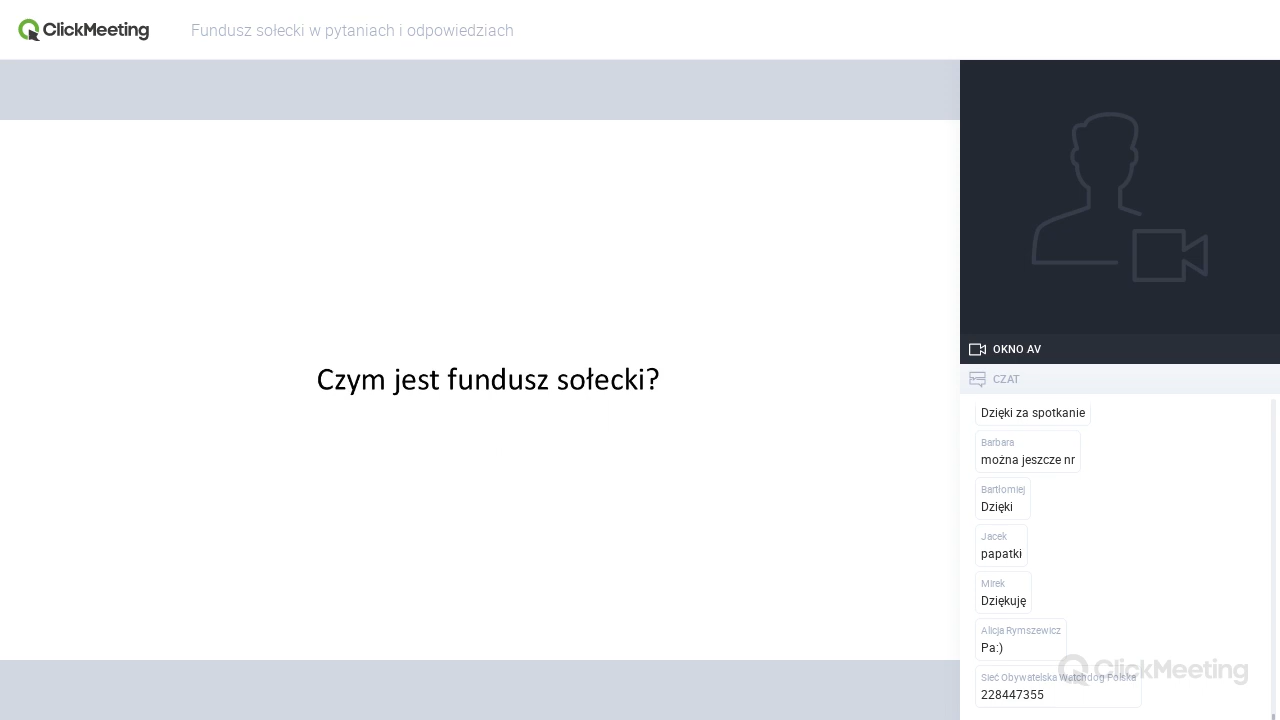 ClickMeeting
Fundusz sołecki w pytaniach i odpowiedziach
Czym jest fundusz sołecki?
OKNO AV
CZAT
Dzięki za spotkanie
Barbara
można jeszcze nr
Bartłomiej
Dzięki
Jacek
papatki
Mirek
Dziękuję
Alicja Rymszewicz
Pa:)
ClickMeeting
Sieć Obywatelska Watchdog Polska
228447355